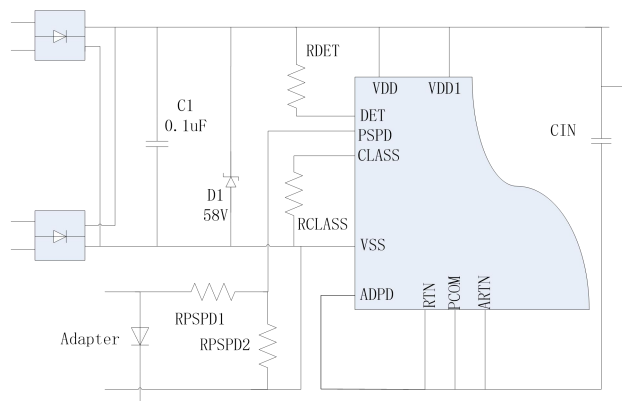 RDET
VDD
VDD1
C1
0.1uF
DET
PSPD
CLASS
CIN
D1
58V
RCLASS
VSS
ADPD
RTN
PCOM
ARTN
RPSPD1
Adapter
RPSPD2